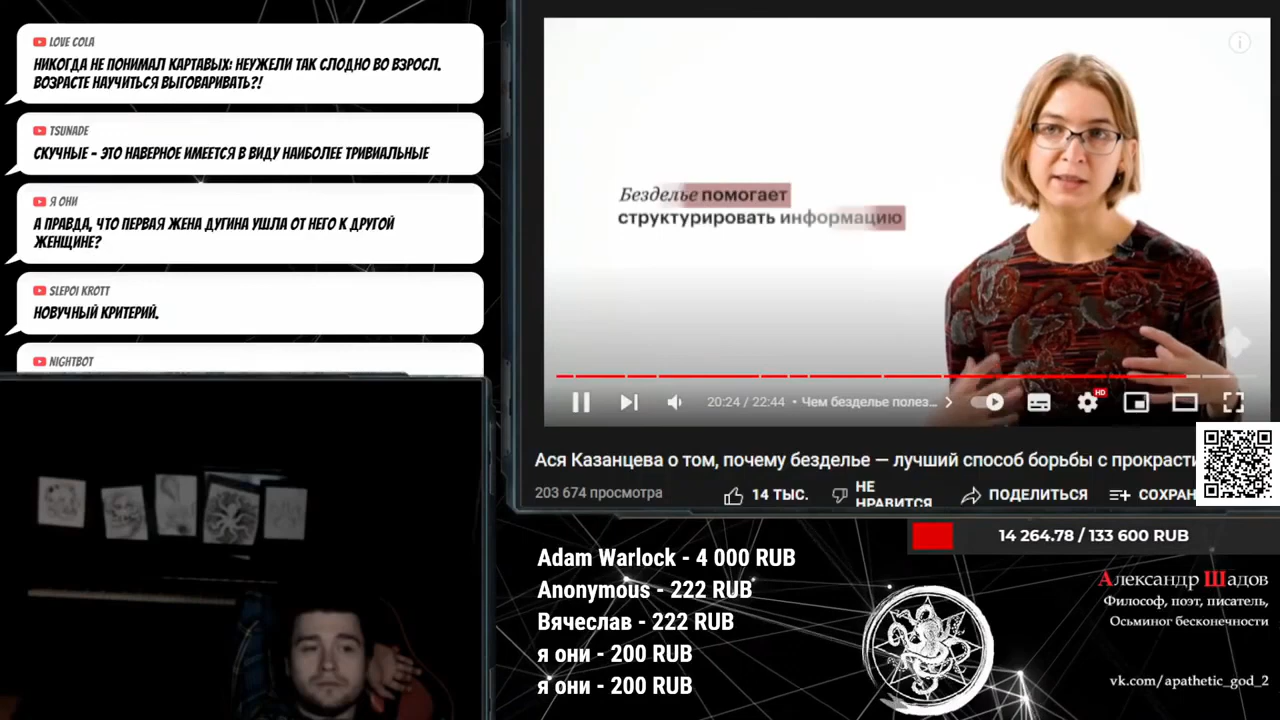 LOVE COLA
НИКОГДА НЕ ПОНИМАЛ КАРТАВЫХ: НЕУЖЕЛИ ТАК СЛОДНО ВО ВЗРОСЛ.
ВОЗРАСТЕ НАУЧИТЬСЯ ВЫГОВАРИВАТЬ?!
TSUNADE
СКУЧНЫЕ - ЭТО НАВЕРНОЕ ИМЕЕТСЯ В ВИДУ НАИБОЛЕЕ ТРИВИАЛЬНЫЕ
Я ОНИ
А ПРАВДА, ЧТО ПЕРВАЯ ЖЕНА ДУГИНА УШЛА ОТ НЕГО К ДРУГОЙ
ЖЕНЩИНЕ?
SLEPOI KROTT
НОВУЧНЫЙ КРИТЕРИЙ.
NIGHTBOT
Безделье помогает
структурировать информацию
20:24 / 22:44 • Чем безделье полез...
HD
Ася Казанцева о том, почему безделье — лучший способ борьбы с прокрасти
203 674 просмотра
14 ТЫС.
НЕ
НРАВИТСЯ
ПОДЕЛИТЬСЯ
СОХРАН
14 264.78 / 133 600 RUB
Adam Warlock - 4 000 RUB
Anonymous - 222 RUB
Вячеслав - 222 RUB
я они - 200 RUB
я они - 200 RUB
Александр Шадов
Философ, поэт, писатель,
Осьминог бесконечности
vk.com/apathetic_god_2